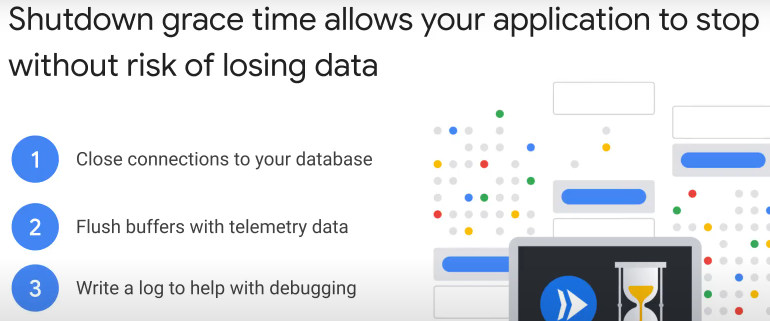 Shutdown grace time allows your application to stop
without risk of losing data
1 Close connections to your database
2 Flush buffers with telemetry data
3 Write a log to help with debugging